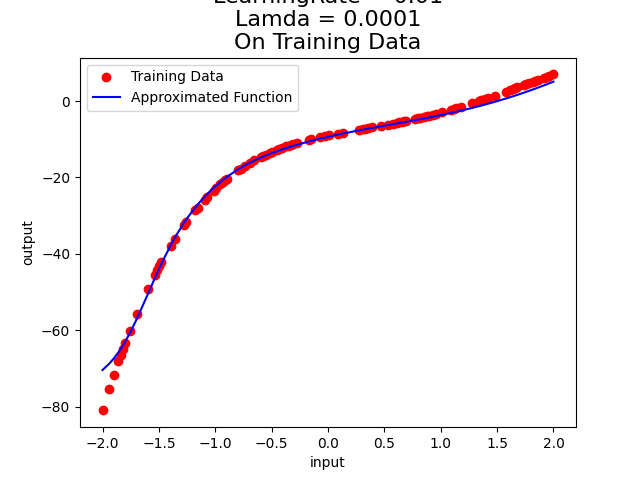 LearningRate = 0.01
Lamda = 0.0001
On Training Data
Training Data
Approximated Function
0
−20
−40
−60
−80
output
−2.0 −1.5 −1.0 −0.5 0.0 0.5 1.0 1.5 2.0
input